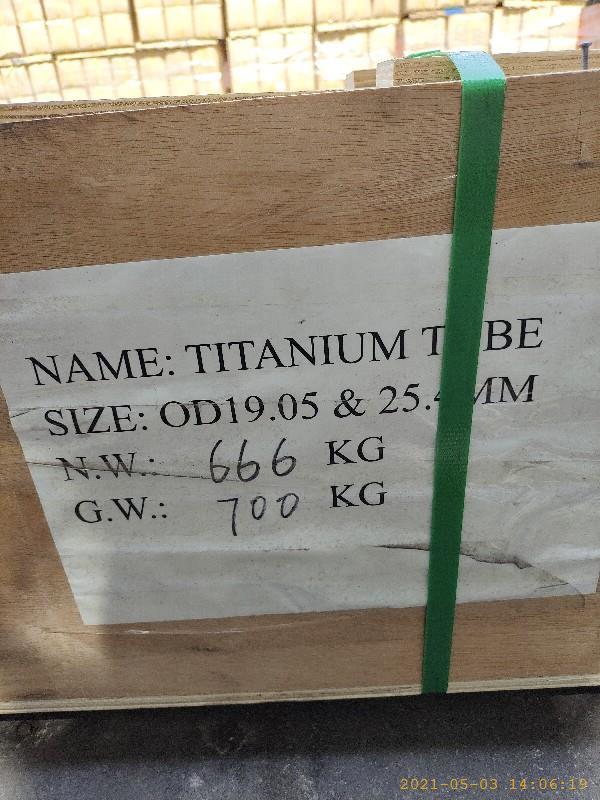 NAME: TITANIUM T BE
SIZE: OD19.05 & 25.4 MM
N.W.: 666 KG
G.W.: 700 KG
2021-05-03 14:06:19